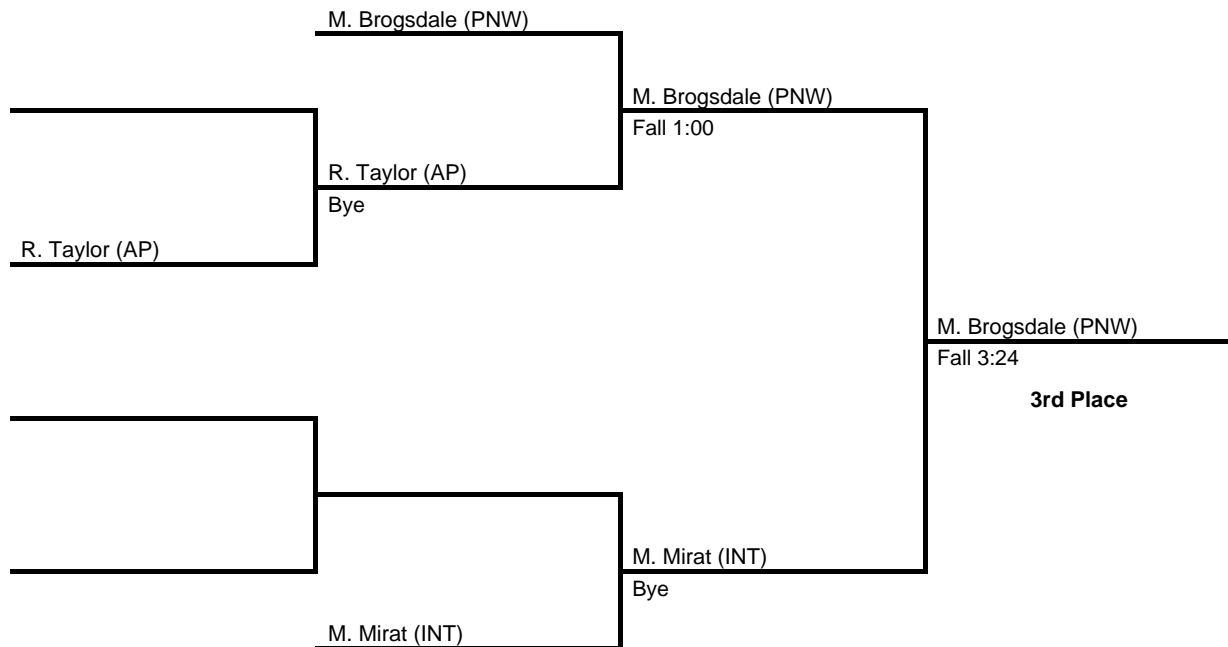 M. Brogsdale (PNW)
M. Brogsdale (PNW)
Fall 1:00
R. Taylor (AP)
Bye
R. Taylor (AP)
M. Brogsdale (PNW)
Fall 3:24
3rd Place
M. Mirat (INT)
Bye
M. Mirat (INT)